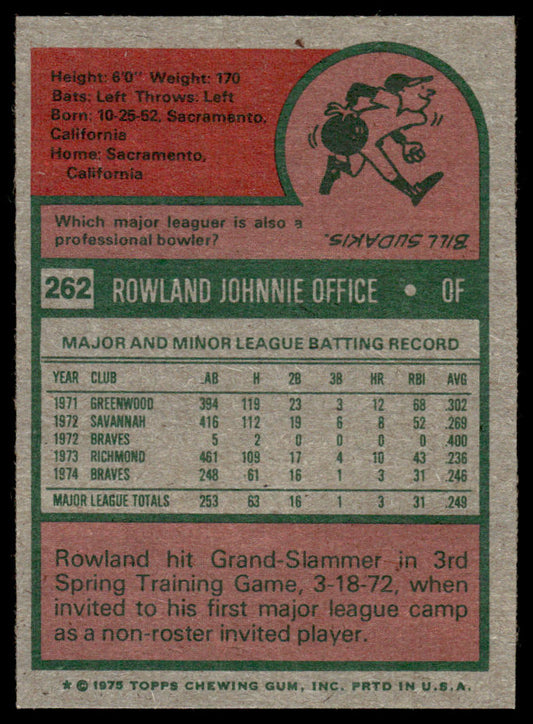 Height: 6'0" Weight: 170
Bats: Left Throws: Left
Born: 10-25-52, Sacramento,
California
Home: Sacramento,
California
Which major leaguer is also a
professional bowler?
BILL SUDAKIS.
262 ROWLAND JOHNNIE OFFICE • OF
MAJOR AND MINOR LEAGUE BATTING RECORD
YEAR CLUB AB H 2B 3B HR RBI AVG
1971 GREENWOOD 394 119 23 3 12 68 .302
1972 SAVANNAH 416 112 19 6 8 52 .269
1972 BRAVES 5 2 0 0 0 0 .400
1973 RICHMOND 461 109 17 4 10 43 .236
1974 BRAVES 248 61 16 1 3 31 .246
MAJOR LEAGUE TOTALS 253 63 16 1 3 31 .249
Rowland hit Grand-Slammer in 3rd
Spring Training Game, 3-18-72, when
invited to his first major league camp
as a non-roster invited player.
* © 1975 TOPPS CHEWING GUM, INC. PRTD IN U.S.A.